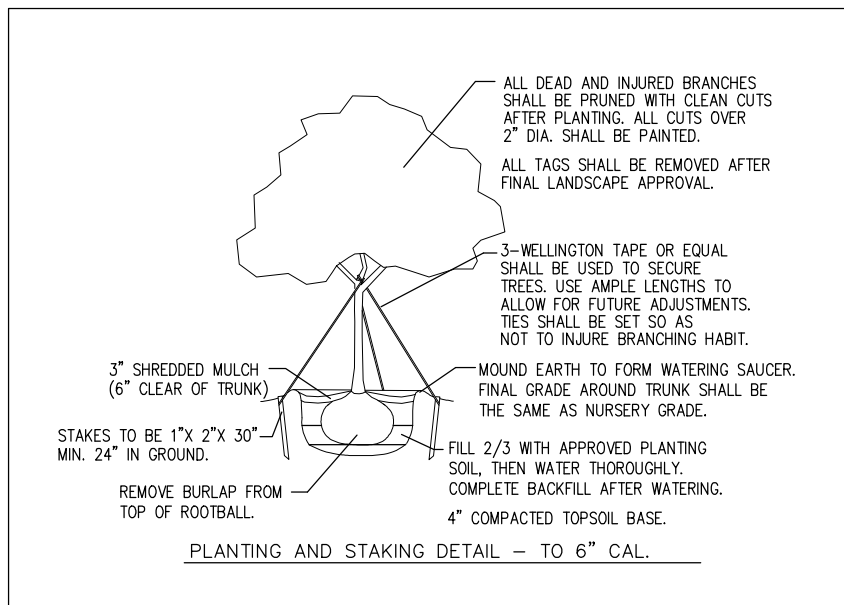 ALL DEAD AND INJURED BRANCHES
SHALL BE PRUNED WITH CLEAN CUTS
AFTER PLANTING. ALL CUTS OVER
2" DIA. SHALL BE PAINTED.
ALL TAGS SHALL BE REMOVED AFTER
FINAL LANDSCAPE APPROVAL.
3-WELLINGTON TAPE OR EQUAL
SHALL BE USED TO SECURE
TREES. USE AMPLE LENGTHS TO
ALLOW FOR FUTURE ADJUSTMENTS.
TIES SHALL BE SET SO AS
NOT TO INJURE BRANCHING HABIT.
3" SHREDDED MULCH
(6" CLEAR OF TRUNK)
MOUND EARTH TO FORM WATERING SAUCER.
FINAL GRADE AROUND TRUNK SHALL BE
THE SAME AS NURSERY GRADE.
STAKES TO BE 1"X 2"X 30"
MIN. 24" IN GROUND.
FILL 2/3 WITH APPROVED PLANTING
SOIL, THEN WATER THOROUGHLY.
COMPLETE BACKFILL AFTER WATERING.
REMOVE BURLAP FROM
TOP OF ROOTBALL.
4" COMPACTED TOPSOIL BASE.
PLANTING AND STAKING DETAIL - TO 6" CAL.